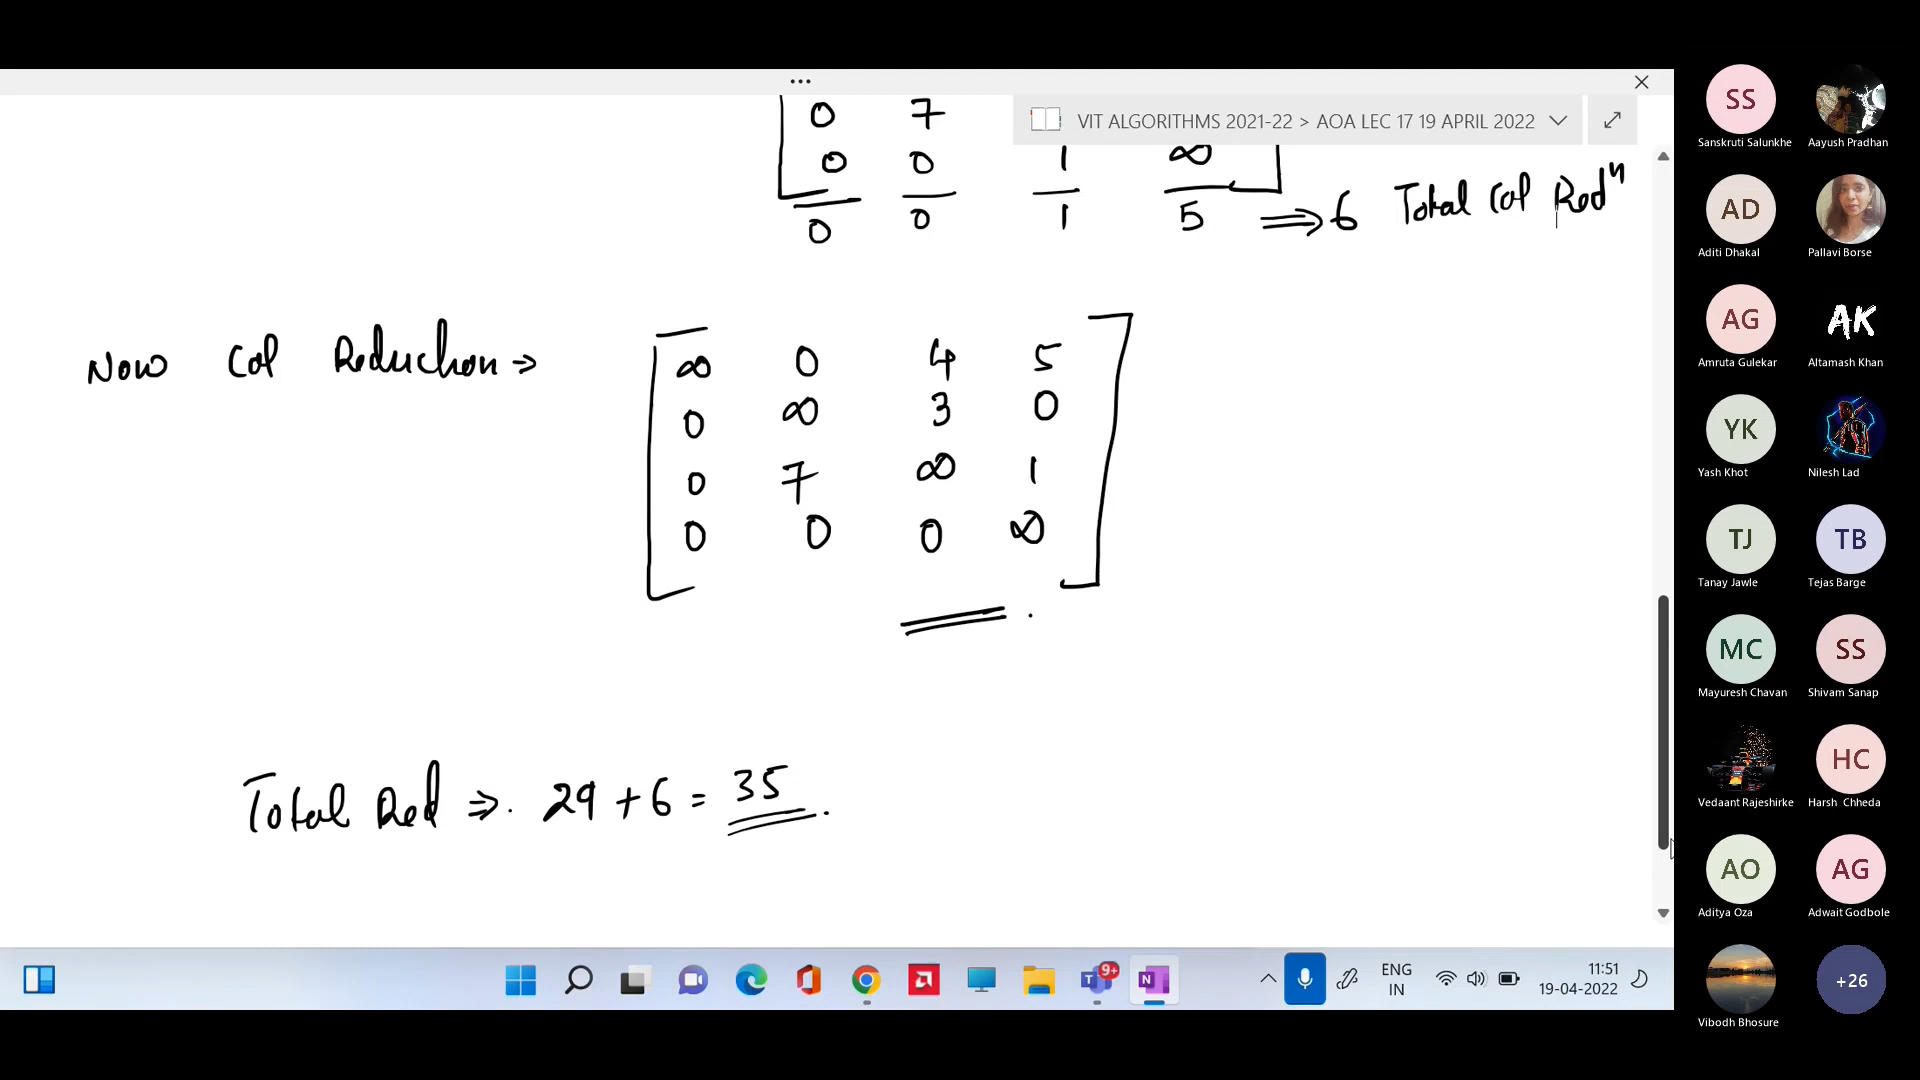 0 7
VIT ALGORITHMS 2021-22 > AOA LEC 17 19 APRIL 2022
0 0 1 ∞
0 0 1 5 ⇒ 6 Total Col Redⁿ
Now Col Reduction →
∞ 0 4 5
0 ∞ 3 0
0 7 ∞ 1
0 0 0 ∞
Total Red ⇒. 29 + 6 = 35.
SS
Sanskruti Salunkhe
Aayush Pradhan
AD
Aditi Dhakal
Pallavi Borse
AG AK
Amruta Gulekar
Altamash Khan
YK
Yash Khot
Nilesh Lad
TJ TB
Tanay Jawle
Tejas Barge
MC SS
Mayuresh Chavan
Shivam Sanap
HC
Vedaant Rajeshirke
Harsh Chheda
AO AG
Aditya Oza
Adwait Godbole
+26
Vibodh Bhosure
9+
N
ENG
IN
11:51
19-04-2022